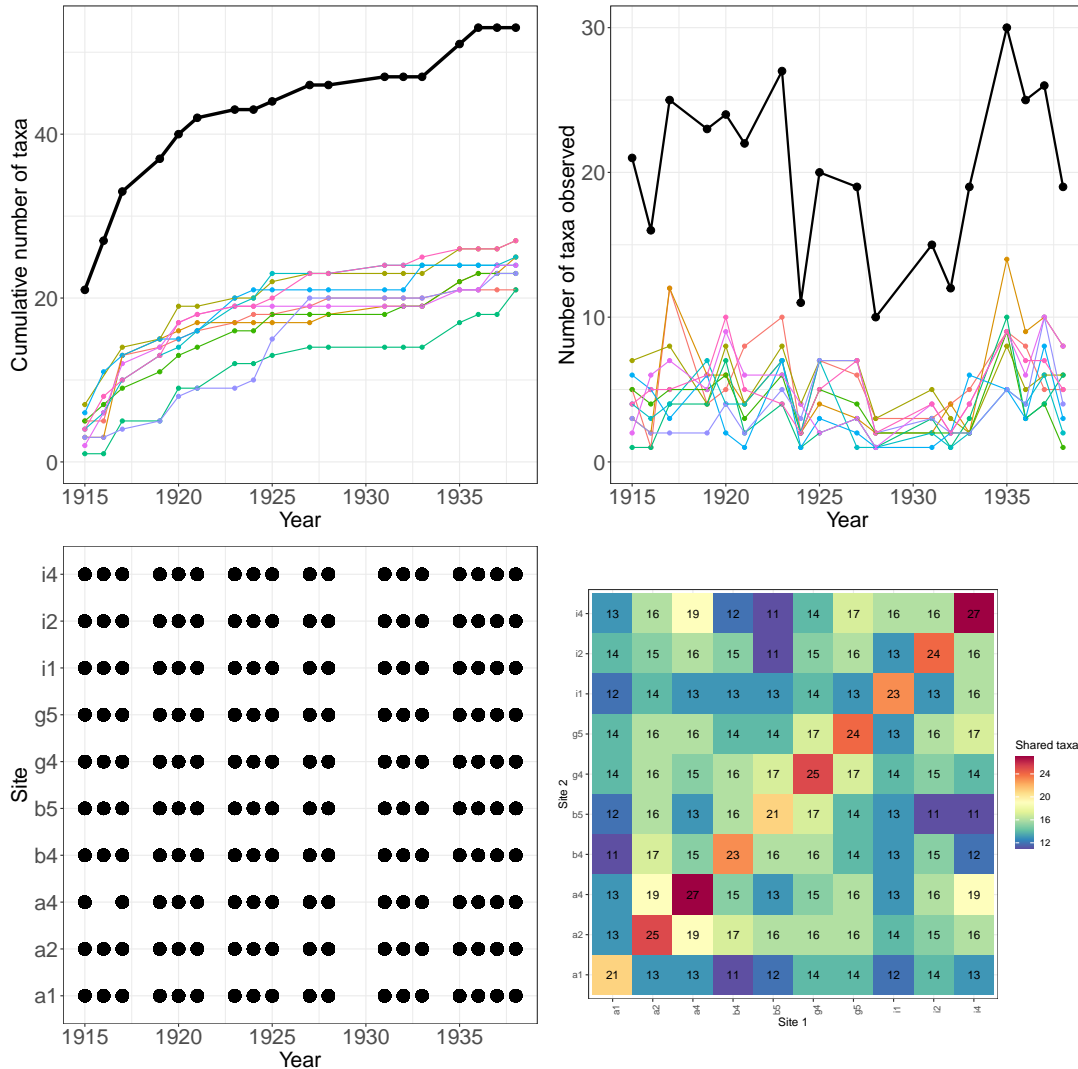 Cumulative number of taxa
40
20
0
1915 1920 1925 1930 1935
Year
Number of taxa observed
30
20
10
0
1915 1920 1925 1930 1935
Year
Site
i4
i2
i1
g5
g4
b5
b4
a4
a2
a1
1915 1920 1925 1930 1935
Year
Site 2
i4 13 16 19 12 11 14 17 16 16 27
i2 14 15 16 15 11 15 16 13 24 16
i1 12 14 13 13 13 14 13 23 13 16
g5 14 16 16 14 14 17 24 13 16 17
g4 14 16 15 16 17 25 17 14 15 14
b5 12 16 13 16 21 17 14 13 11 11
b4 11 17 15 23 16 16 14 13 15 12
a4 13 19 27 15 13 15 16 13 16 19
a2 13 25 19 17 16 16 16 14 15 16
a1 21 13 13 11 12 14 14 12 14 13
a1 a2 a4 b4 b5 g4 g5 i1 i2 i4
Site 1
Shared taxa
24
20
16
12